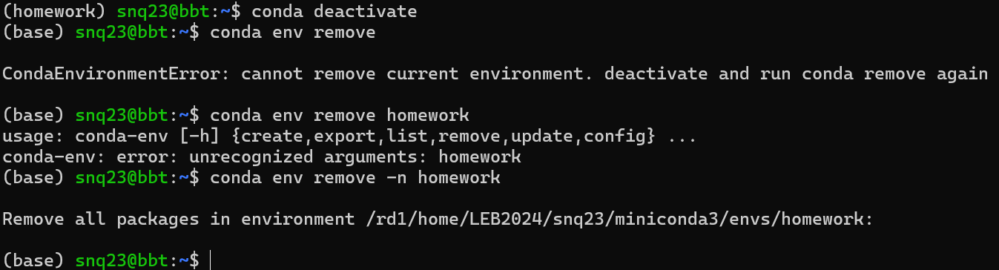 (homework) snq23@bbt:~$ conda deactivate
(base) snq23@bbt:~$ conda env remove
CondaEnvironmentError: cannot remove current environment. deactivate and run conda remove again
(base) snq23@bbt:~$ conda env remove homework
usage: conda-env [-h] {create,export,list,remove,update,config} ...
conda-env: error: unrecognized arguments: homework
(base) snq23@bbt:~$ conda env remove -n homework
Remove all packages in environment /rd1/home/LEB2024/snq23/miniconda3/envs/homework:
(base) snq23@bbt:~$